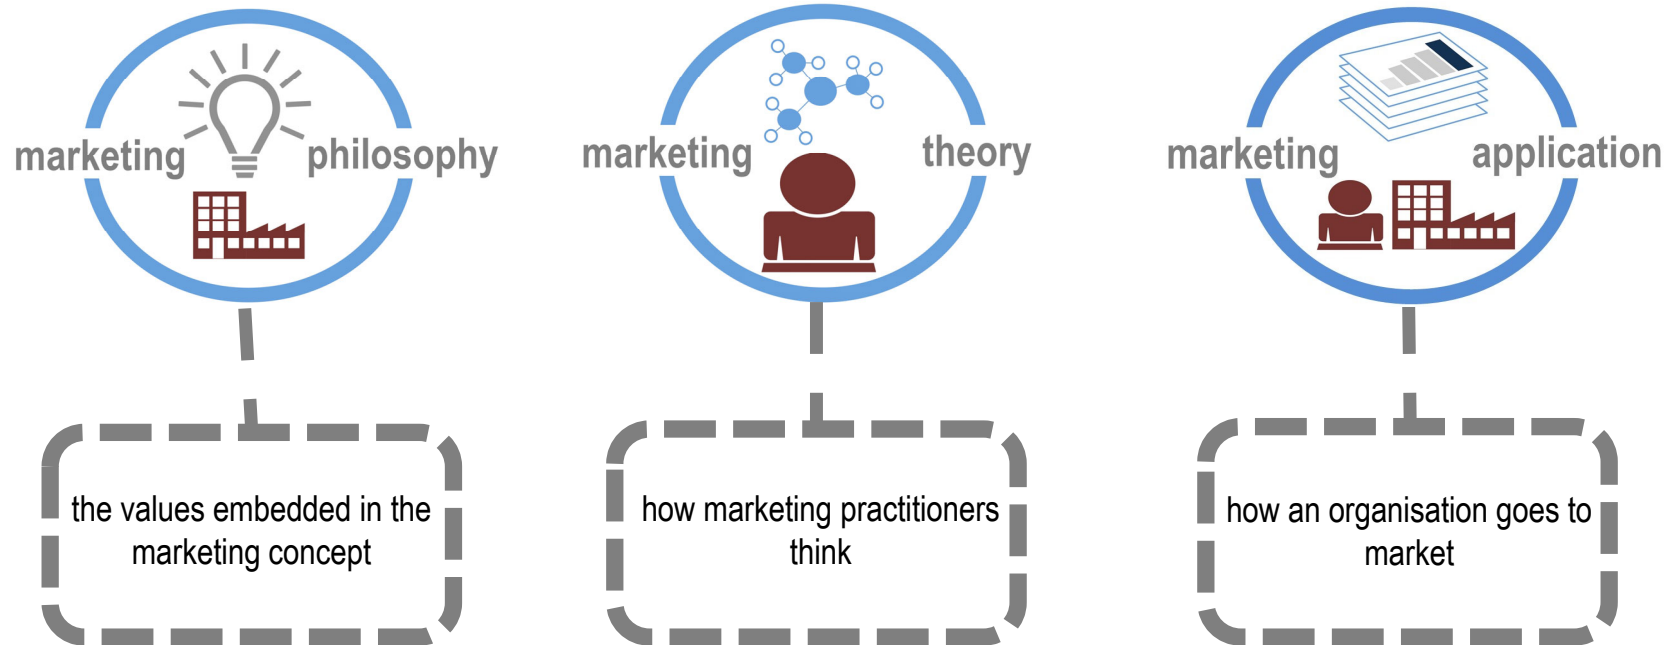 marketing philosophy
marketing theory
marketing application
the values embedded in the
marketing concept
how marketing practitioners
think
how an organisation goes to
market